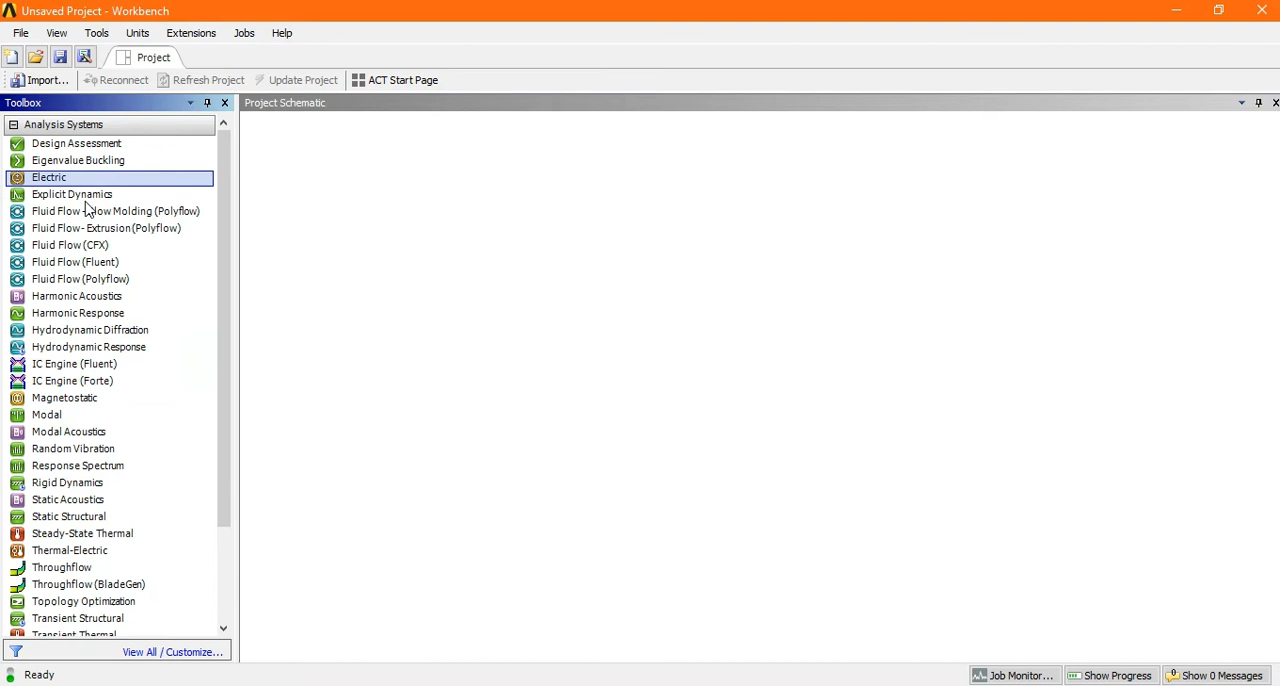 Unsaved Project - Workbench
File View Tools Units Extensions Jobs Help
Project
Import... Reconnect Refresh Project Update Project ACT Start Page
Toolbox
Project Schematic
Analysis Systems
Design Assessment
Eigenvalue Buckling
Electric
Explicit Dynamics
Fluid Flow - low Molding (Polyflow)
Fluid Flow- Extrusion (Polyflow)
Fluid Flow (CFX)
Fluid Flow (Fluent)
Fluid Flow (Polyflow)
Harmonic Acoustics
Harmonic Response
Hydrodynamic Diffraction
Hydrodynamic Response
IC Engine (Fluent)
IC Engine (Forte)
Magnetostatic
Modal
Modal Acoustics
Random Vibration
Response Spectrum
Rigid Dynamics
Static Acoustics
Static Structural
Steady-State Thermal
Thermal-Electric
Throughflow
Throughflow (BladeGen)
Topology Optimization
Transient Structural
Transient Thermal
View All / Customize...
Ready
Job Monitor... Show Progress Show 0 Messages